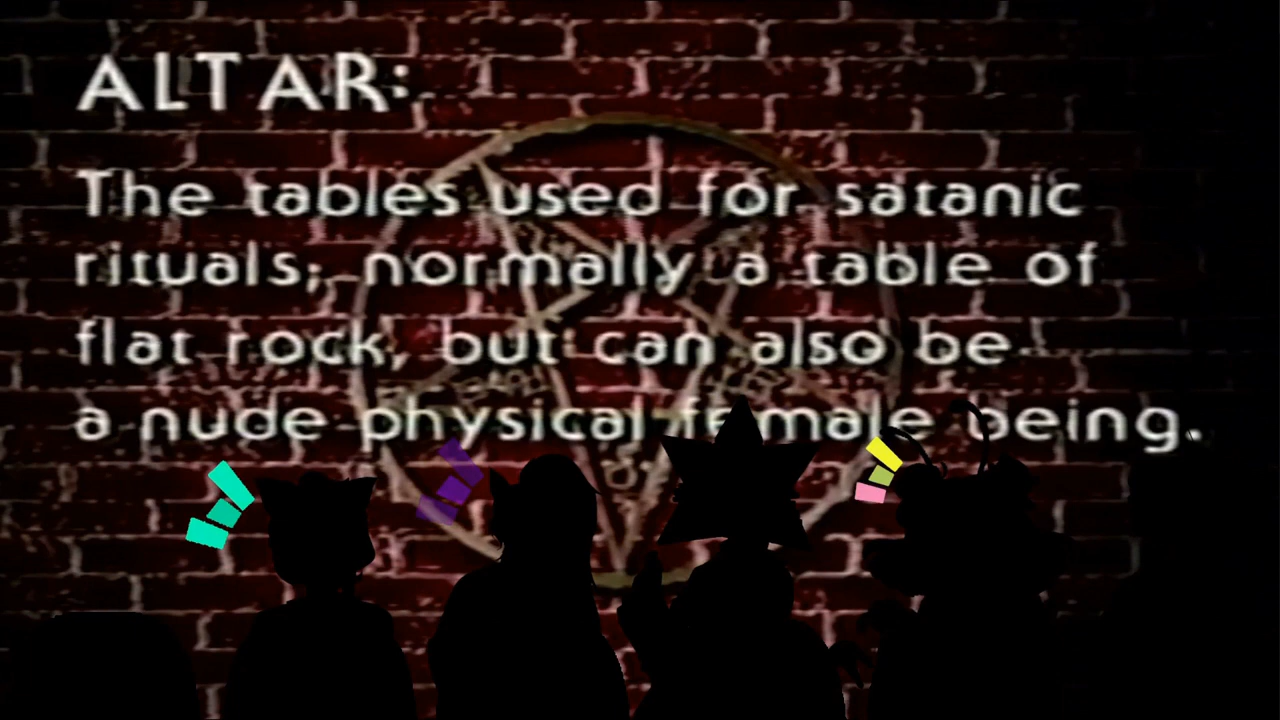 ALTAR:
The tables used for satanic
rituals; normally a table of
flat rock, but can also be
a nude physical female being.